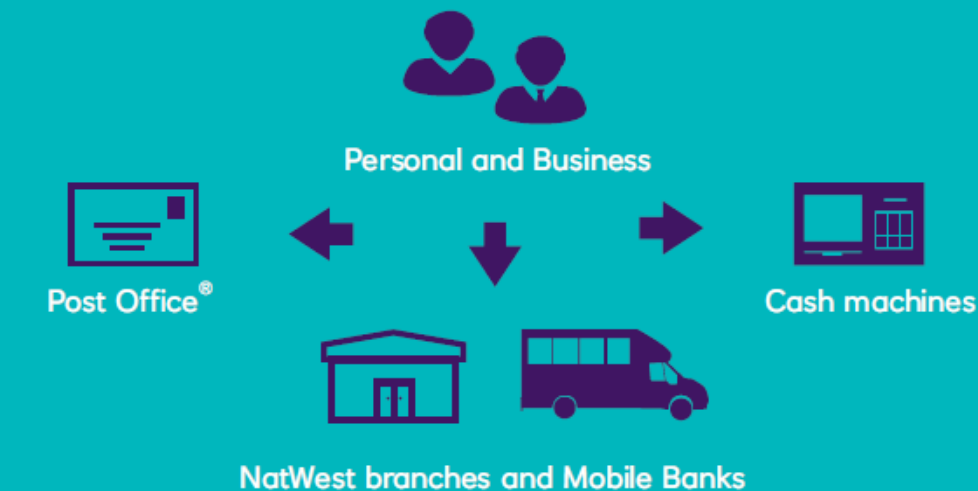 Personal and Business
Post Office®
Cash machines
NatWest branches and Mobile Banks